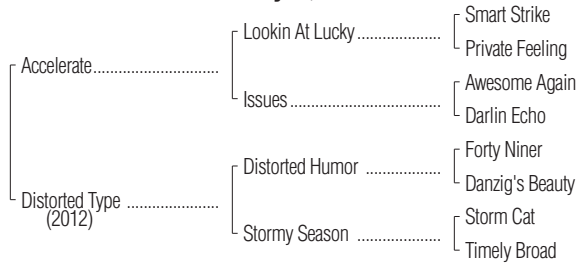 Smart Strike
Lookin At Lucky ...................
Private Feeling
Accelerate.............................
Awesome Again
Issues ....................................
Darlin Echo
Forty Niner
Distorted Humor .................
Danzig's Beauty
Distorted Type .....................
(2012)
Storm Cat
Stormy Season ...................
Timely Broad